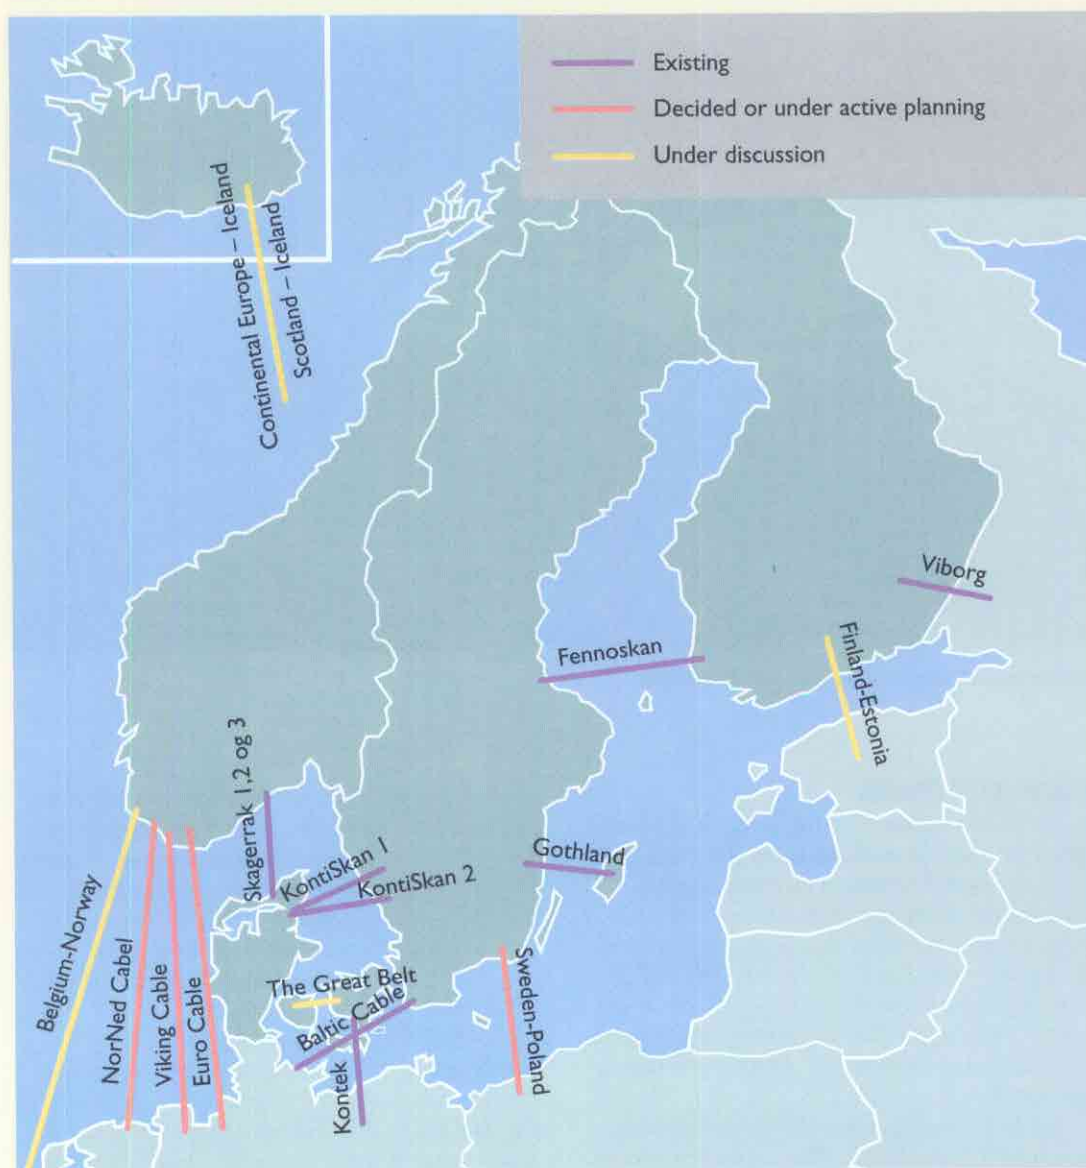 Existing
Decided or under active planning
Under discussion
Continental Europe – Iceland
Scotland – Iceland
Viborg
Finland-Estonia
Fennoskan
Skagerrak 1,2 og 3
KontiSkan 1
KontiSkan 2
Gothland
Belgium-Norway
NorNed Cabel
Viking Cable
Euro Cable
The Great Belt
Baltic Cable
Kontek
Sweden-Poland